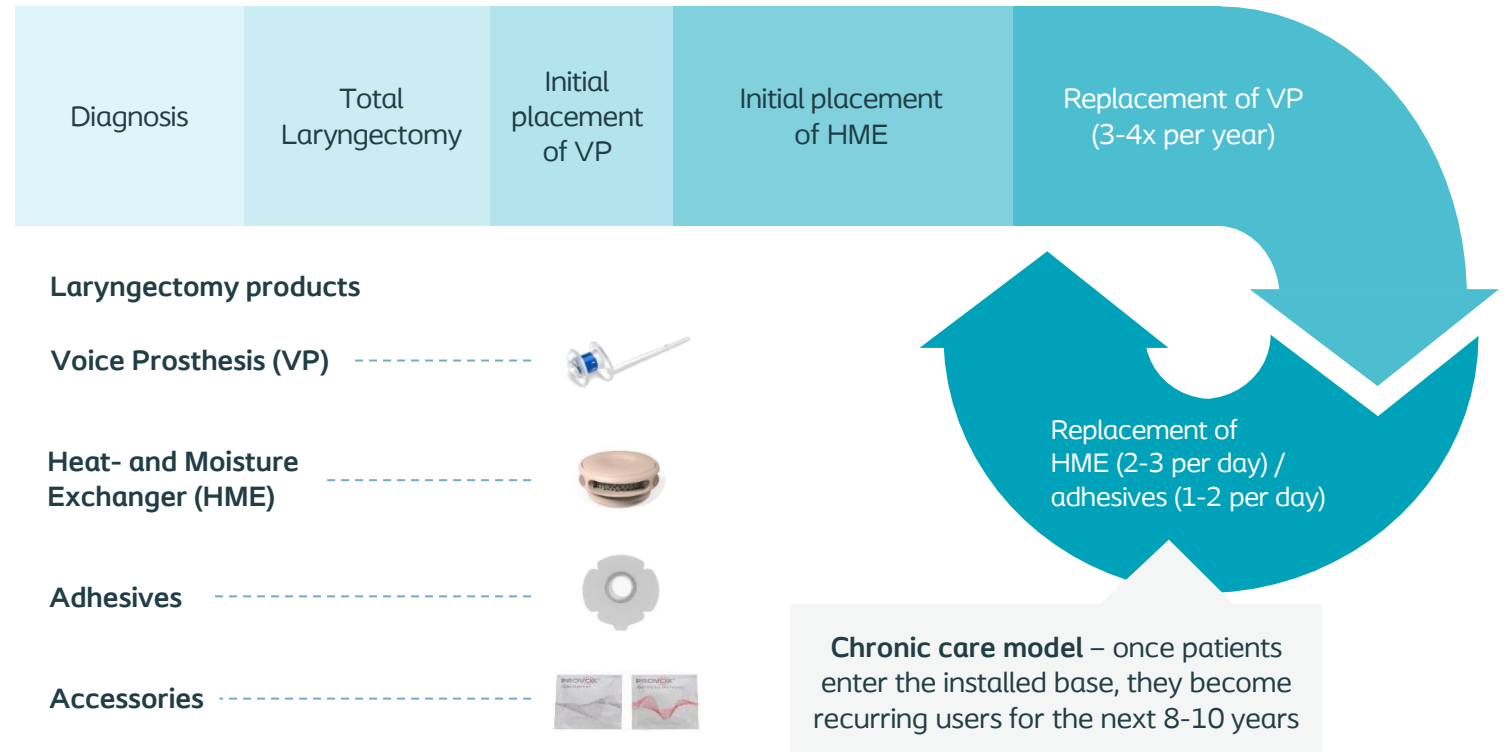 Diagnosis
Total
Laryngectomy
Initial
placement
of VP
Initial placement
of HME
Replacement of VP
(3-4x per year)
Laryngectomy products
Voice Prosthesis (VP)
Heat- and Moisture
Exchanger (HME)
Adhesives
Accessories
PROVOX
PROVOX
Replacement of
HME (2-3 per day) /
adhesives (1-2 per day)
Chronic care model – once patients
enter the installed base, they become
recurring users for the next 8-10 years